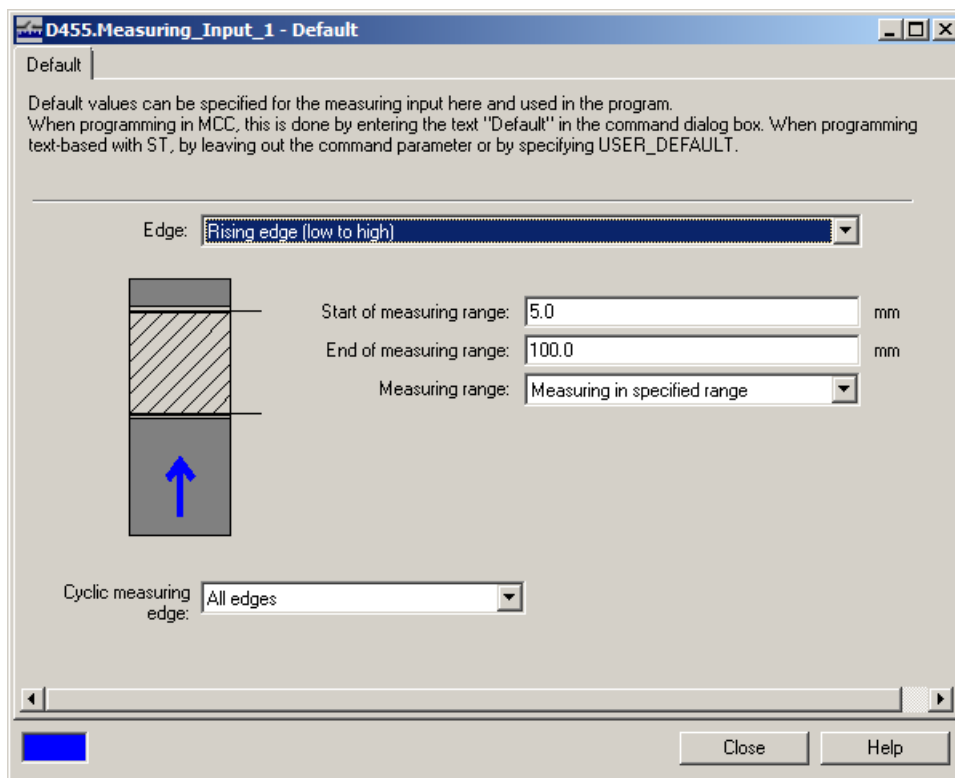 D455.Measuring_Input_1 - Default
Default
Default values can be specified for the measuring input here and used in the program.
When programming in MCC, this is done by entering the text "Default" in the command dialog box. When programming
text-based with ST, by leaving out the command parameter or by specifying USER_DEFAULT.
Edge: Rising edge (low to high)
Start of measuring range: 5.0 mm
End of measuring range: 100.0 mm
Measuring range: Measuring in specified range
Cyclic measuring All edges
edge:
Close Help